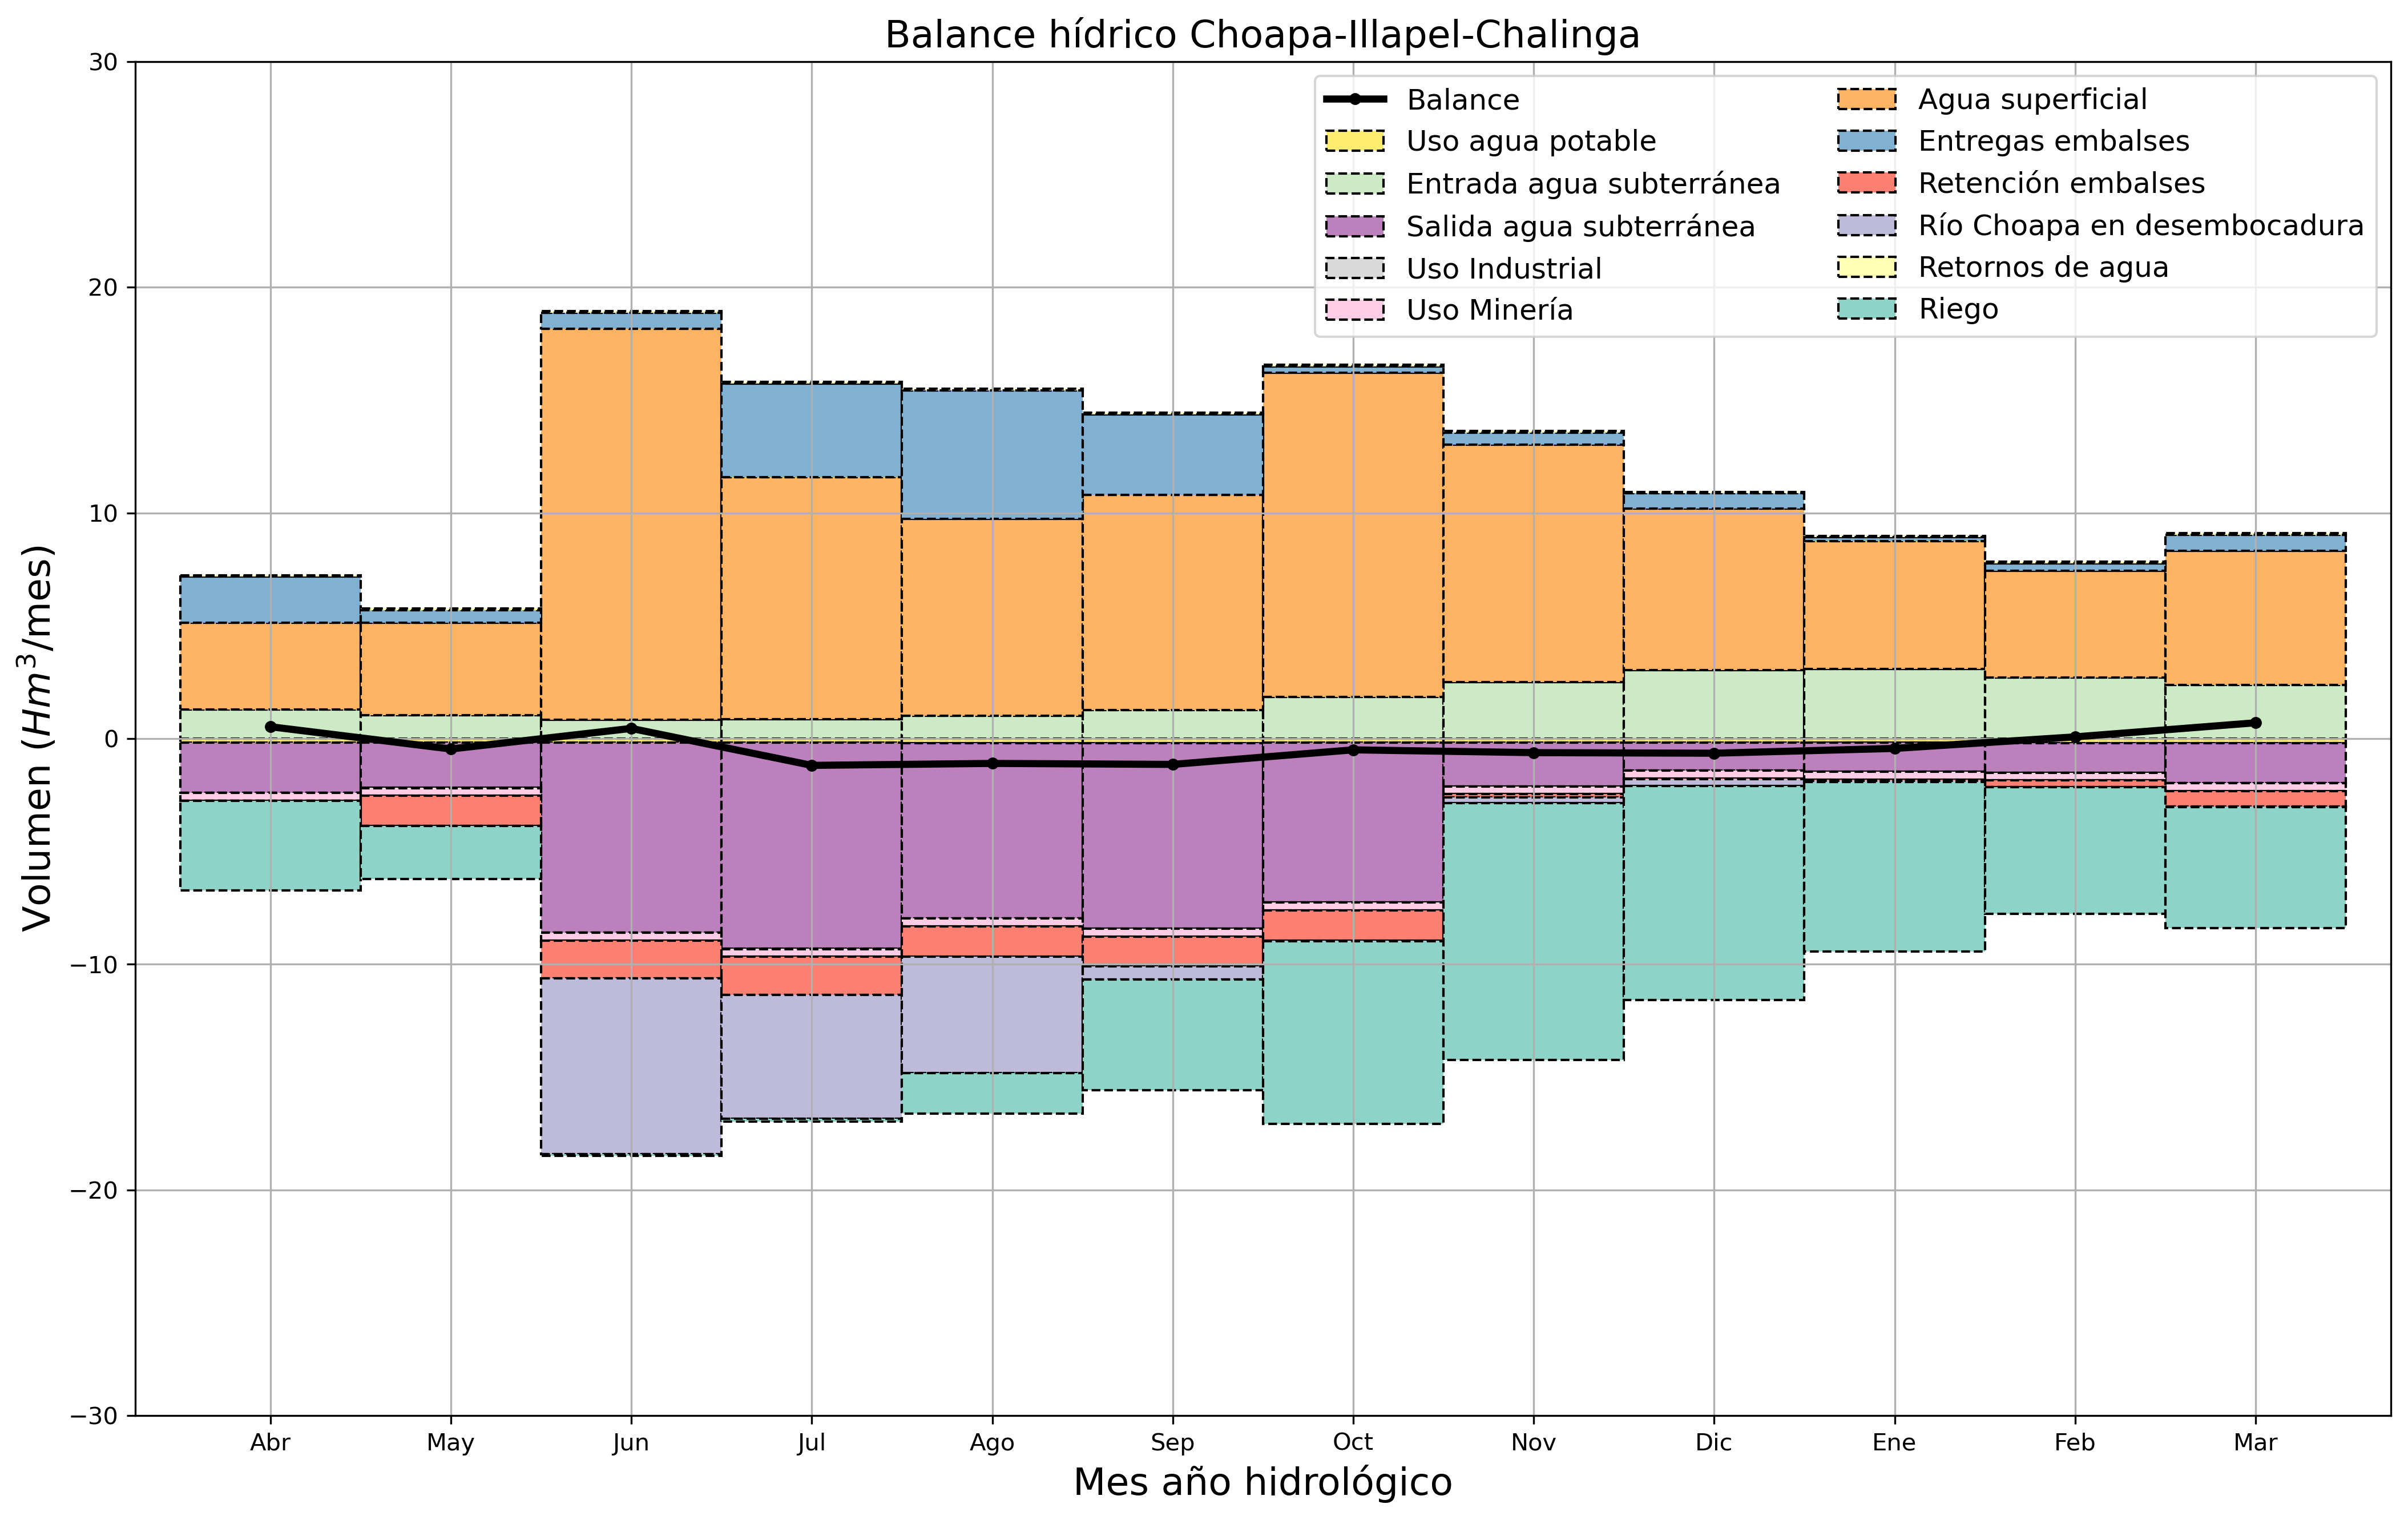 Balance hídrico Choapa-Illapel-Chalinga
30
20
10
0
−10
−20
−30
Volumen (Hm³/mes)
Balance
Uso agua potable
Entrada agua subterránea
Salida agua subterránea
Uso Industrial
Uso Minería
Agua superficial
Entregas embalses
Retención embalses
Río Choapa en desembocadura
Retornos de agua
Riego
Abr May Jun Jul Ago Sep Oct Nov Dic Ene Feb Mar
Mes año hidrológico